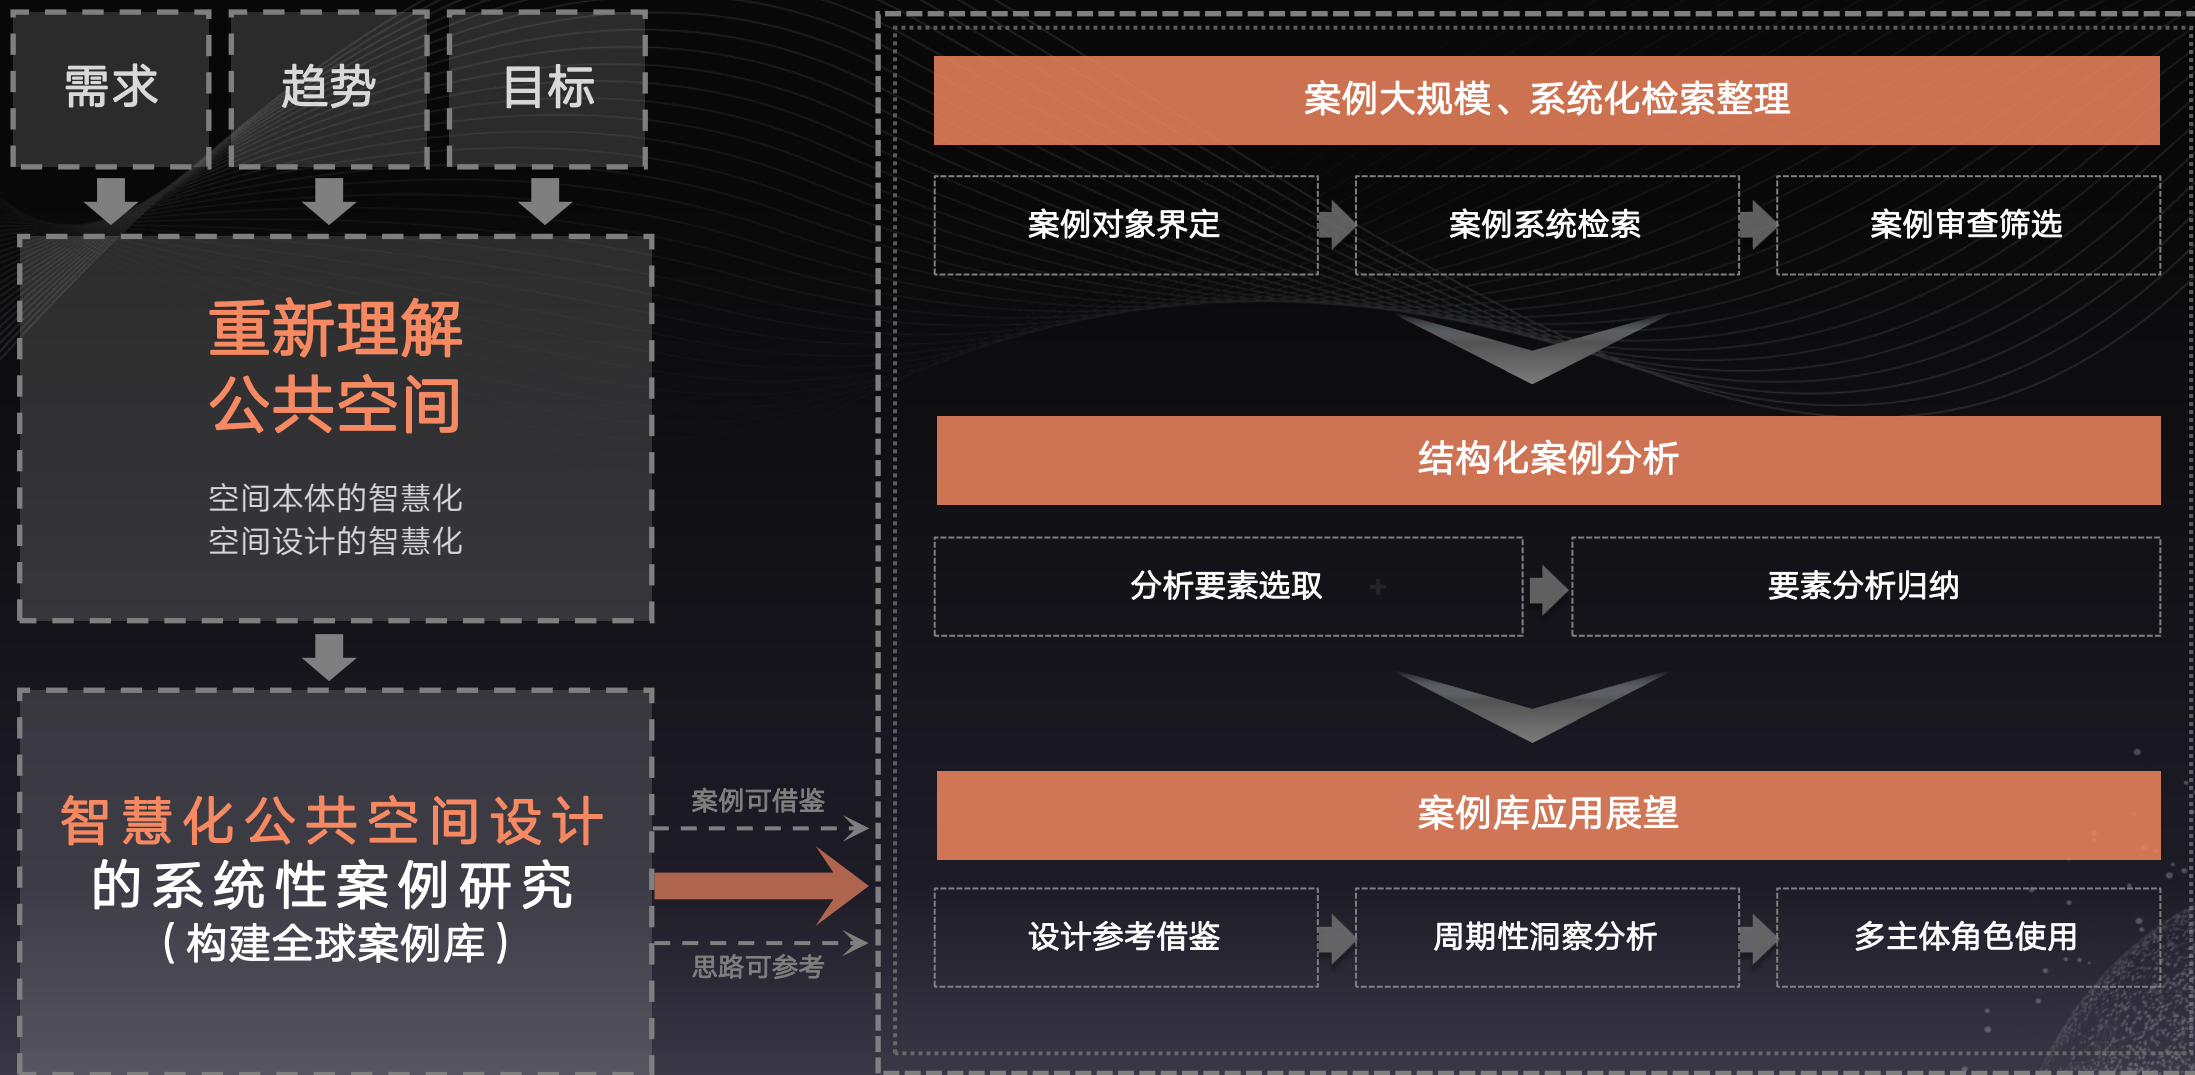 需求
趋势
目标
重新理解
公共空间
空间本体的智慧化
空间设计的智慧化
智慧化公共空间设计
的系统性案例研究
(构建全球案例库)
案例可借鉴
思路可参考
案例大规模、系统化检索整理
案例对象界定
案例系统检索
案例审查筛选
结构化案例分析
分析要素选取
+
要素分析归纳
案例库应用展望
设计参考借鉴
周期性洞察分析
多主体角色使用